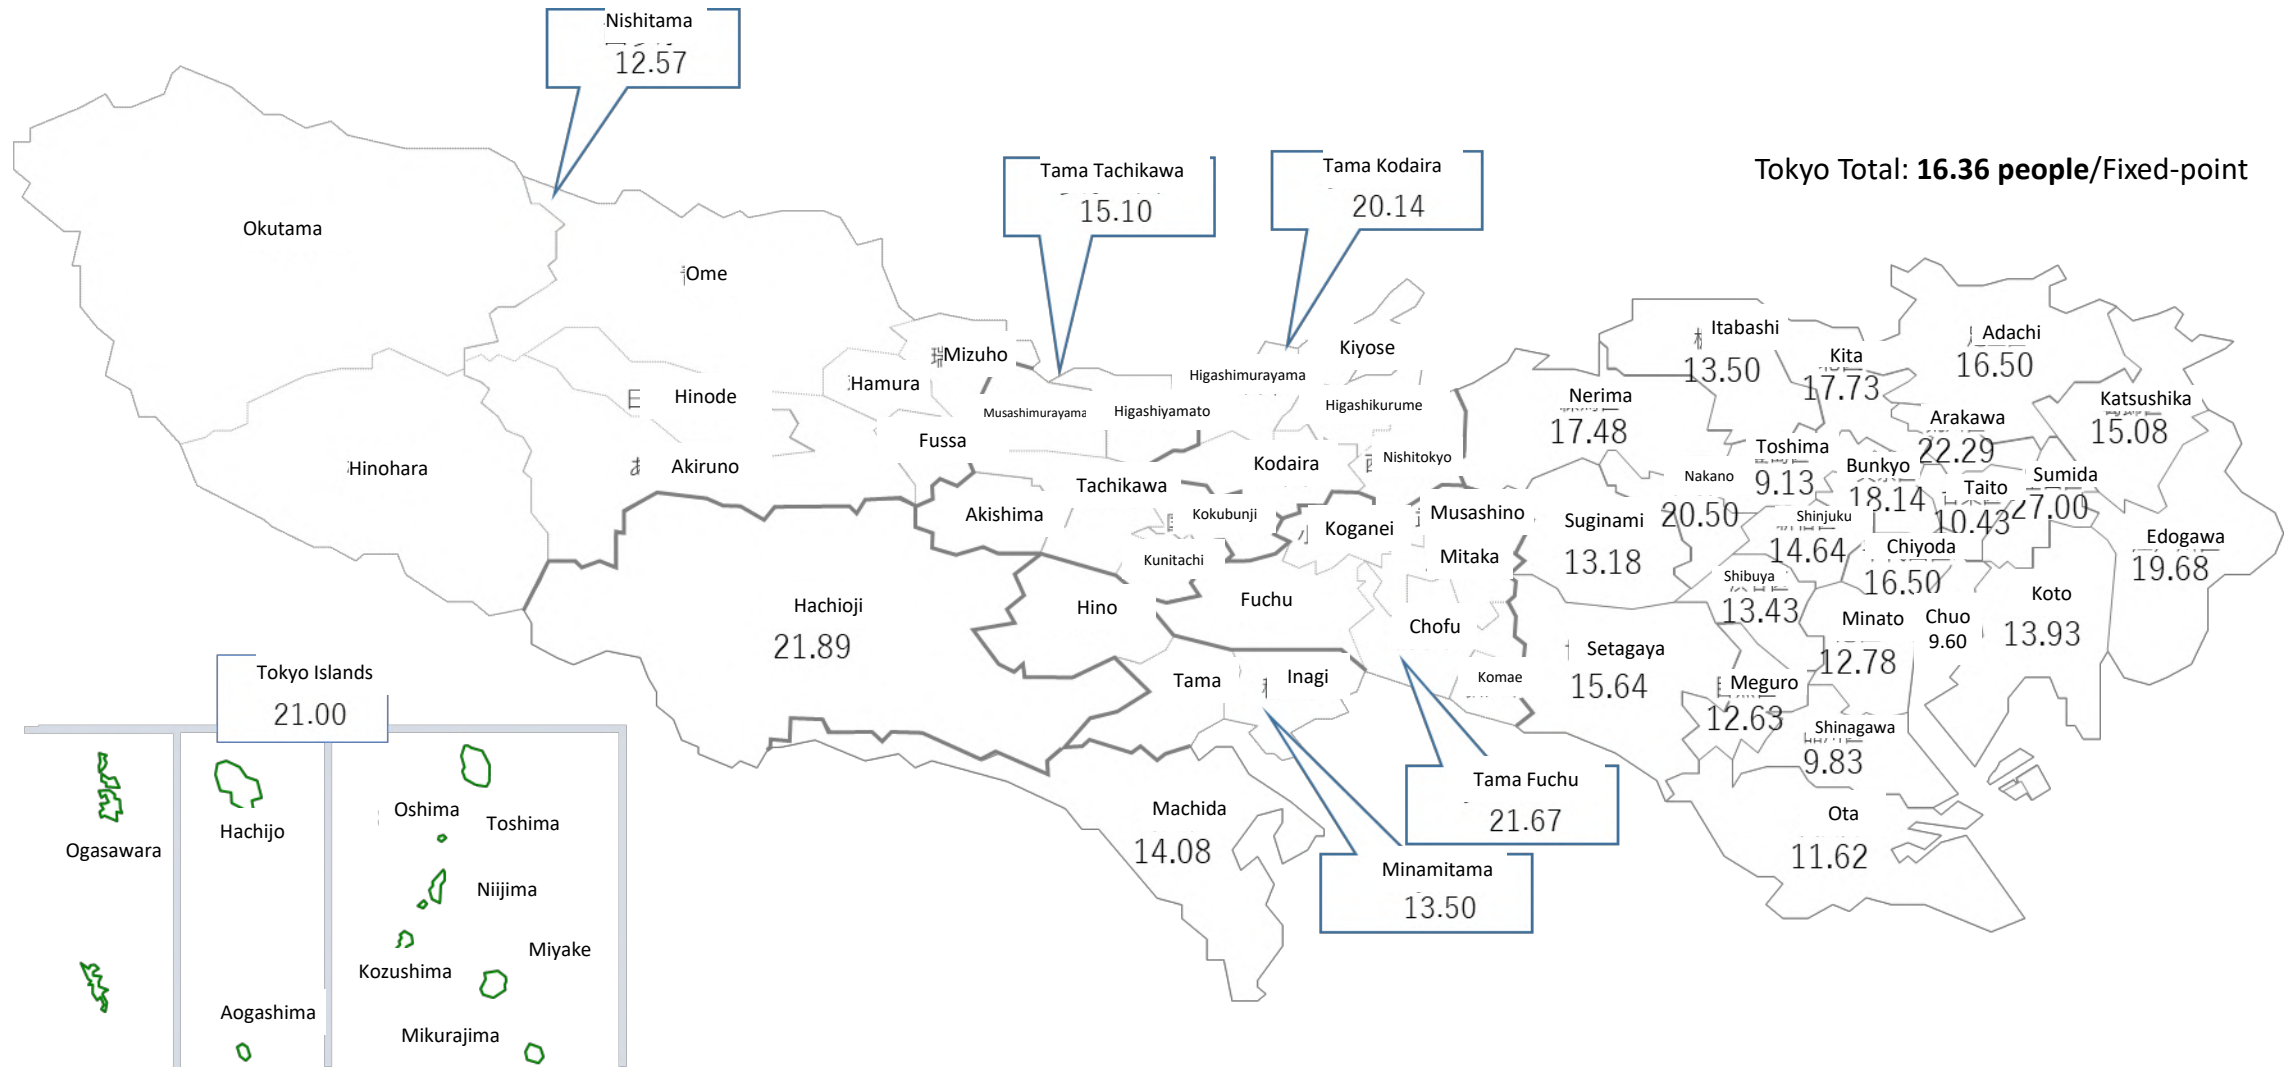 Nishitama
12.57
Tama Tachikawa
15.10
Tama Kodaira
20.14
Tokyo Total: 16.36 people/Fixed-point
Okutama
Ome
Mizuho
Hamura
Hinode
Musashimurayama
Higashiyamato
Higashimurayama
Kiyose
Higashikurume
Fussa
Akiruno
Hinohara
Kodaira
Nishitokyo
Tachikawa
Akishima
Kokubunji
Koganei
Musashino
Kunitachi
Mitaka
Hachioji
21.89
Hino
Fuchu
Chofu
Tama
Inagi
Komae
Itabashi
13.50
Kita
17.73
Adachi
16.50
Nerima
17.48
Arakawa
22.29
Katsushika
15.08
Toshima
9.13
Bunkyo
18.14
Nakano
20.50
Taito
10.43
Sumida
27.00
Suginami
13.18
Shinjuku
14.64
Chiyoda
16.50
Edogawa
19.68
Shibuya
13.43
Minato
12.78
Chuo
9.60
Koto
13.93
Setagaya
15.64
Meguro
12.63
Shinagawa
9.83
Ota
11.62
Tama Fuchu
21.67
Minamitama
13.50
Machida
14.08
Tokyo Islands
21.00
Ogasawara
Hachijo
Aogashima
Oshima
Toshima
Niijima
Kozushima
Miyake
Mikurajima